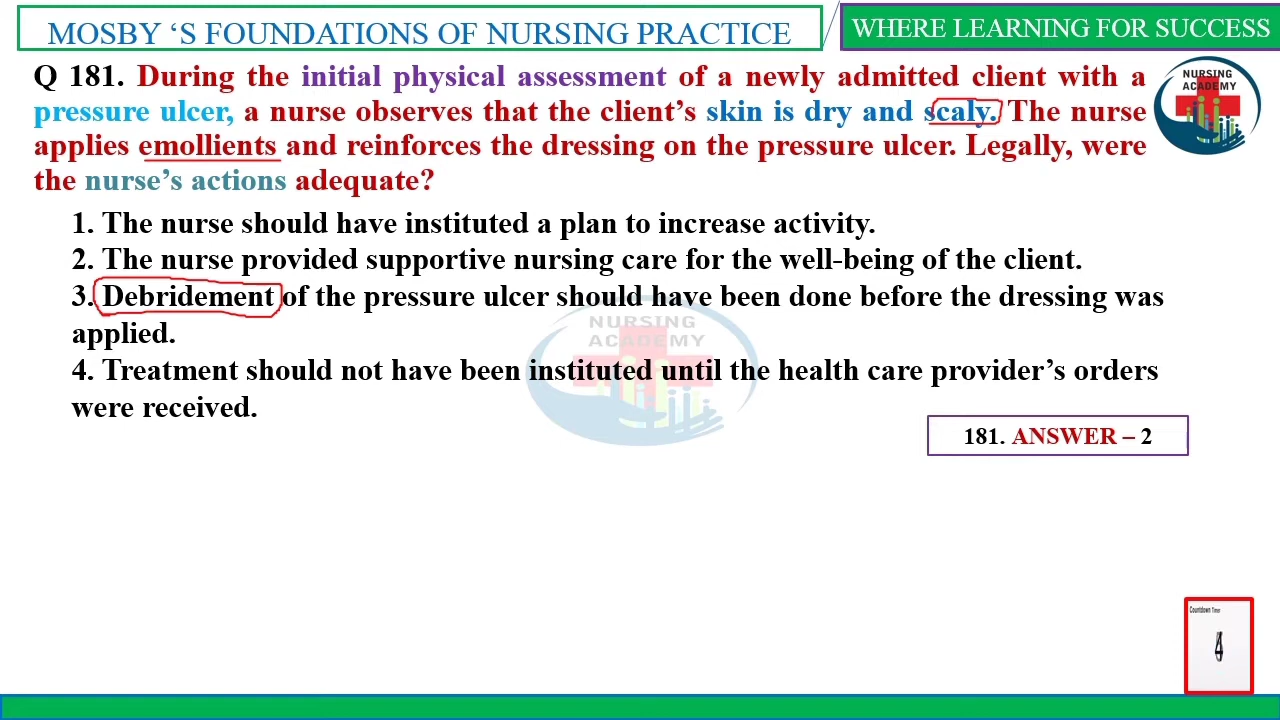 MOSBY ‘S FOUNDATIONS OF NURSING PRACTICE
WHERE LEARNING FOR SUCCESS
Q 181. During the initial physical assessment of a newly admitted client with a
pressure ulcer, a nurse observes that the client’s skin is dry and scaly. The nurse
applies emollients and reinforces the dressing on the pressure ulcer. Legally, were
the nurse’s actions adequate?
NURSING
ACADEMY
1. The nurse should have instituted a plan to increase activity.
2. The nurse provided supportive nursing care for the well-being of the client.
3. Debridement of the pressure ulcer should have been done before the dressing was
applied.
4. Treatment should not have been instituted until the health care provider’s orders
were received.
NURSING
ACADEMY
181. ANSWER – 2
Countdown Timer
4